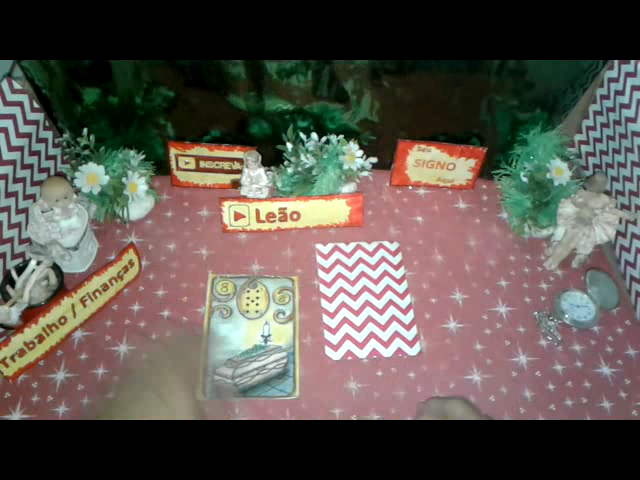 INSCREVA
Seu
SIGNO
Aqui
Leão
Trabalho / Finanças
8